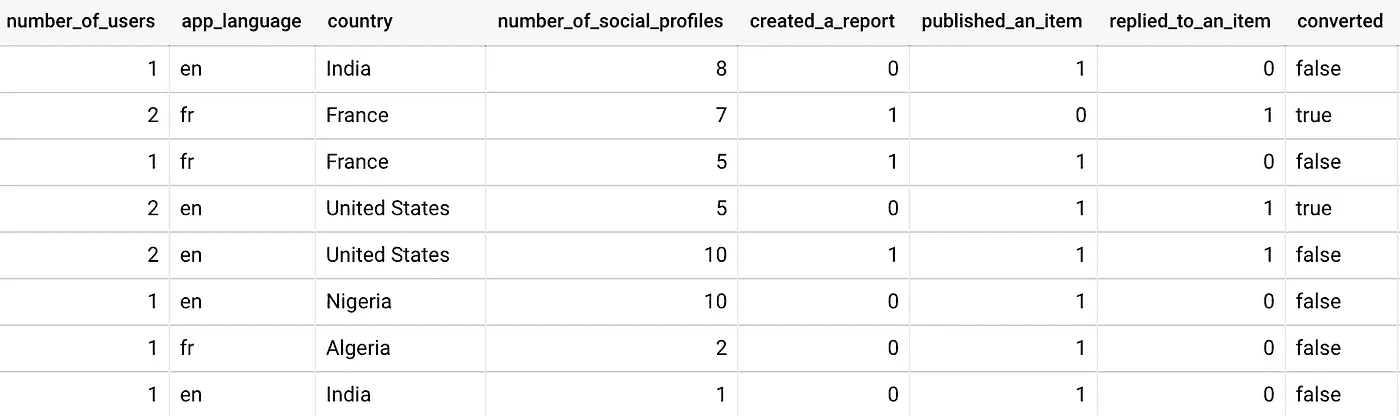 number_of_users app_language country number_of_social_profiles created_a_report published_an_item replied_to_an_item converted
1 en India 8 0 1 0 false
2 fr France 7 1 0 1 true
1 fr France 5 1 1 0 false
2 en United States 5 0 1 1 true
2 en United States 10 1 1 1 false
1 en Nigeria 10 0 1 0 false
1 fr Algeria 2 0 1 0 false
1 en India 1 0 1 0 false